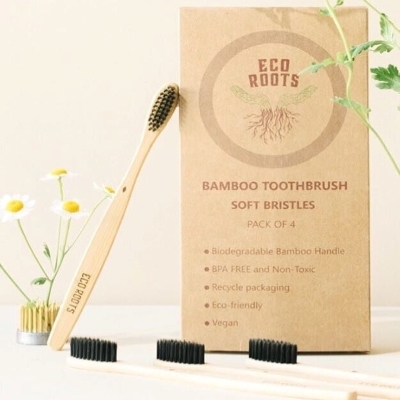 ECO
ROOTS
BAMBOO TOOTHBRUSH
SOFT BRISTLES
PACK OF 4
• Biodegradable Bamboo Handle
• BPA FREE and Non-Toxic
• Recycle packaging
• Eco-friendly
• Vegan
ECO ROOTS